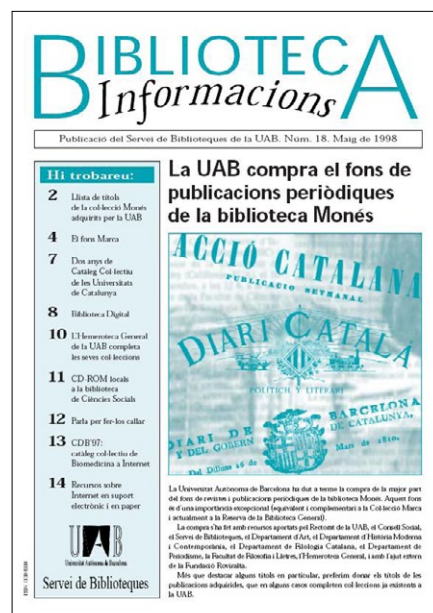 BIBLIOTECA
Informacions
Publicació del Servei de Biblioteques de la UAB. Núm. 18. Maig de 1998
Hi trobareu:
2 Llista de títols
de la col·lecció Monés
adquirits per la UAB
4 El fons Marca
7 Dos anys de
Catàleg Col·lectiu
de les Universitats
de Catalunya
8 Biblioteca Digital
10 L'Hemeroteca General
de la UAB completa
les seves col·leccions
11 CD-ROM locals
a la biblioteca
de Ciències Socials
12 Parla per fer-los callar
13 CDB'97:
catàleg col·lectiu de
Biomedicina a Internet
14 Recursos sobre
Internet en suport
electrònic i en paper
UAB
Universitat Autònoma de Barcelona
Servei de Biblioteques
La UAB compra el fons de
publicacions periòdiques
de la biblioteca Monés
ACCIÓ CATALANA
PUBLICACIÓ SETMANAL
DIARI CATALÁ
POLÍTICH Y LITERARI
DIARI DE BARCELONA
Y DEL GOBERN DE CATALUNYA,
Del Dilluns 26 de Mars de 1810.
La Universitat Autònoma de Barcelona ha dut a terme la compra de la major part
del fons de revistes i publicacions periòdiques de la biblioteca Monés. Aquest fons
és d'una importància excepcional (equivalent i complementari a la Col·lecció Marca
i actualment a la Reserva de la Biblioteca General).
La compra s'ha fet amb recursos aportats pel Rectorat de la UAB, el Consell Social,
el Servei de Biblioteques, el Departament d'Art, el Departament d'Història Moderna
i Contemporània, el Departament de Filologia Catalana, el Departament de
Periodisme, la Facultat de Filosofia i Lletres, l'Hemeroteca General, i amb l'ajut extern
de la Fundació Roviralta.
Més que destacar alguns títols en particular, preferim donar els títols de les
publicacions adquirides, que en alguns casos completen col·leccions ja existents a
la UAB.